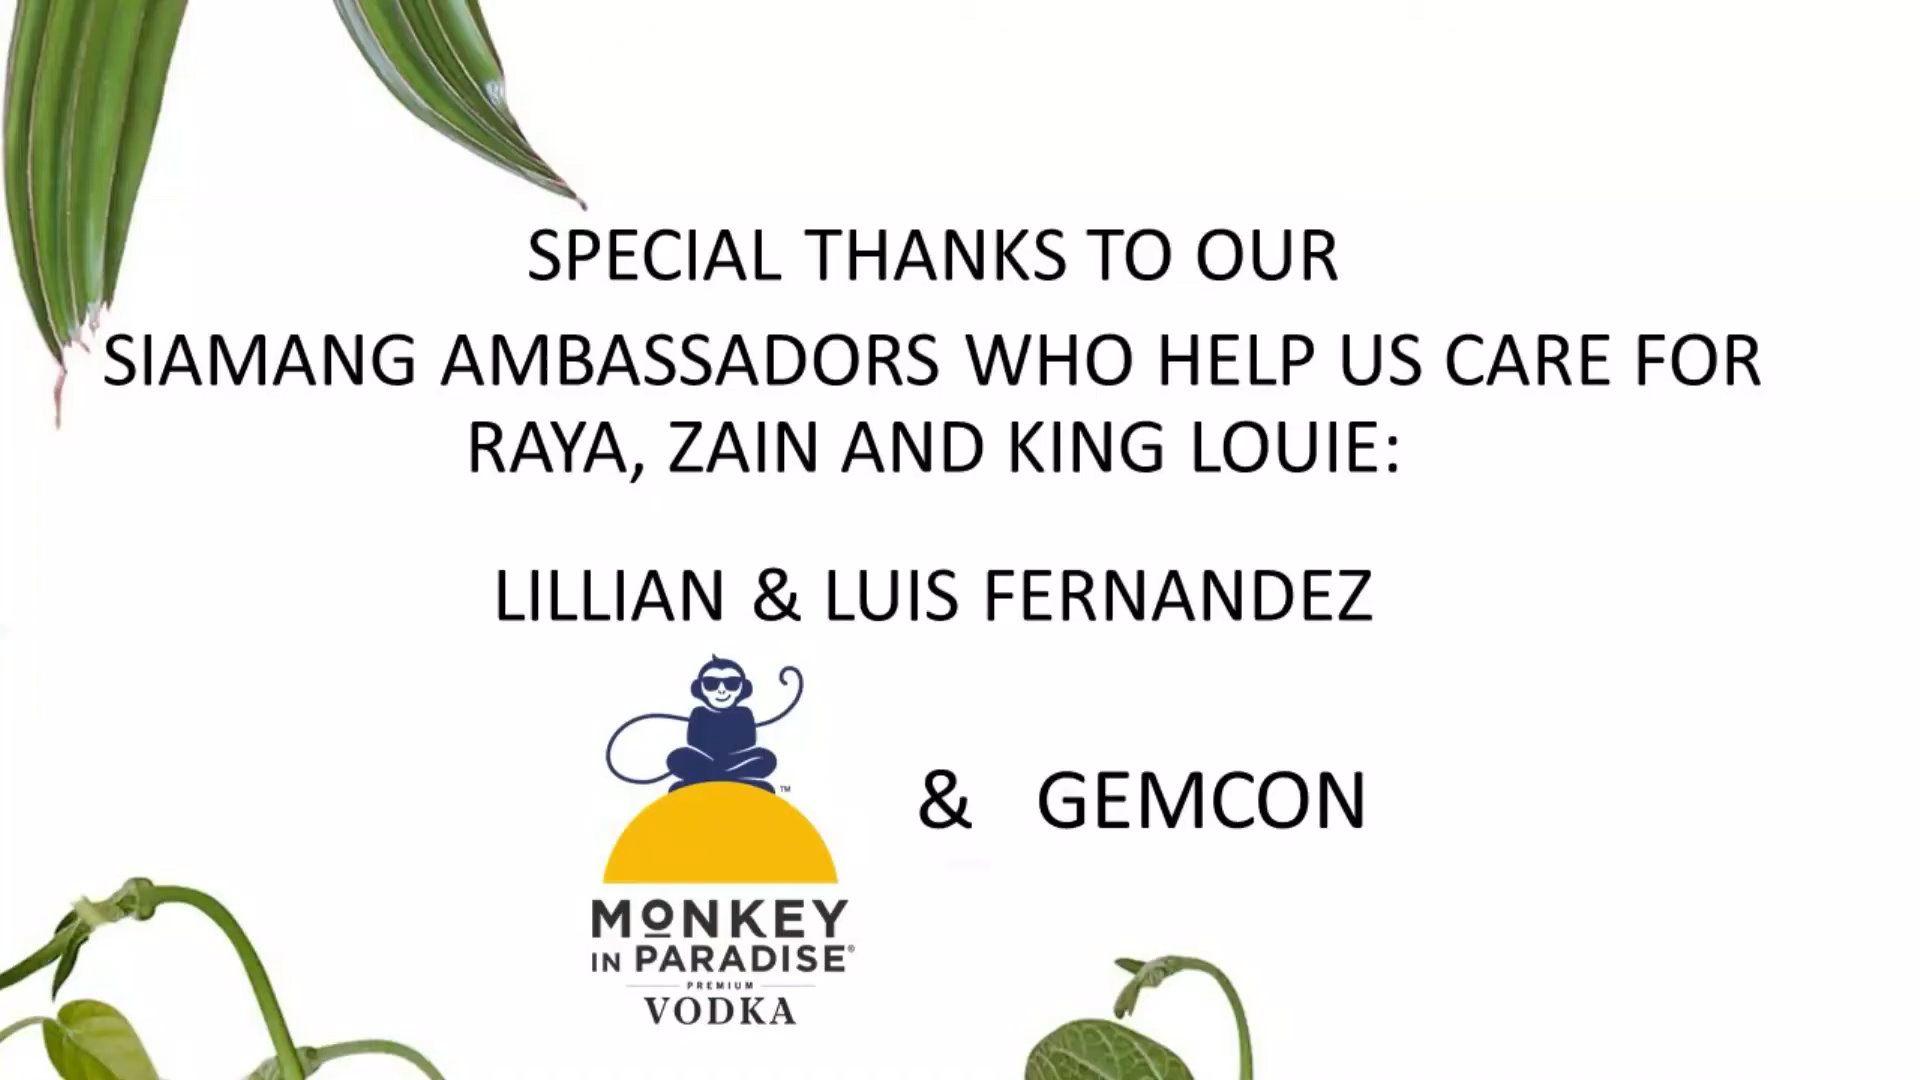 SPECIAL THANKS TO OUR
SIAMANG AMBASSADORS WHO HELP US CARE FOR
RAYA, ZAIN AND KING LOUIE:
LILLIAN & LUIS FERNANDEZ
TM
& GEMCON
MONKEY
IN PARADISE®
PREMIUM
VODKA